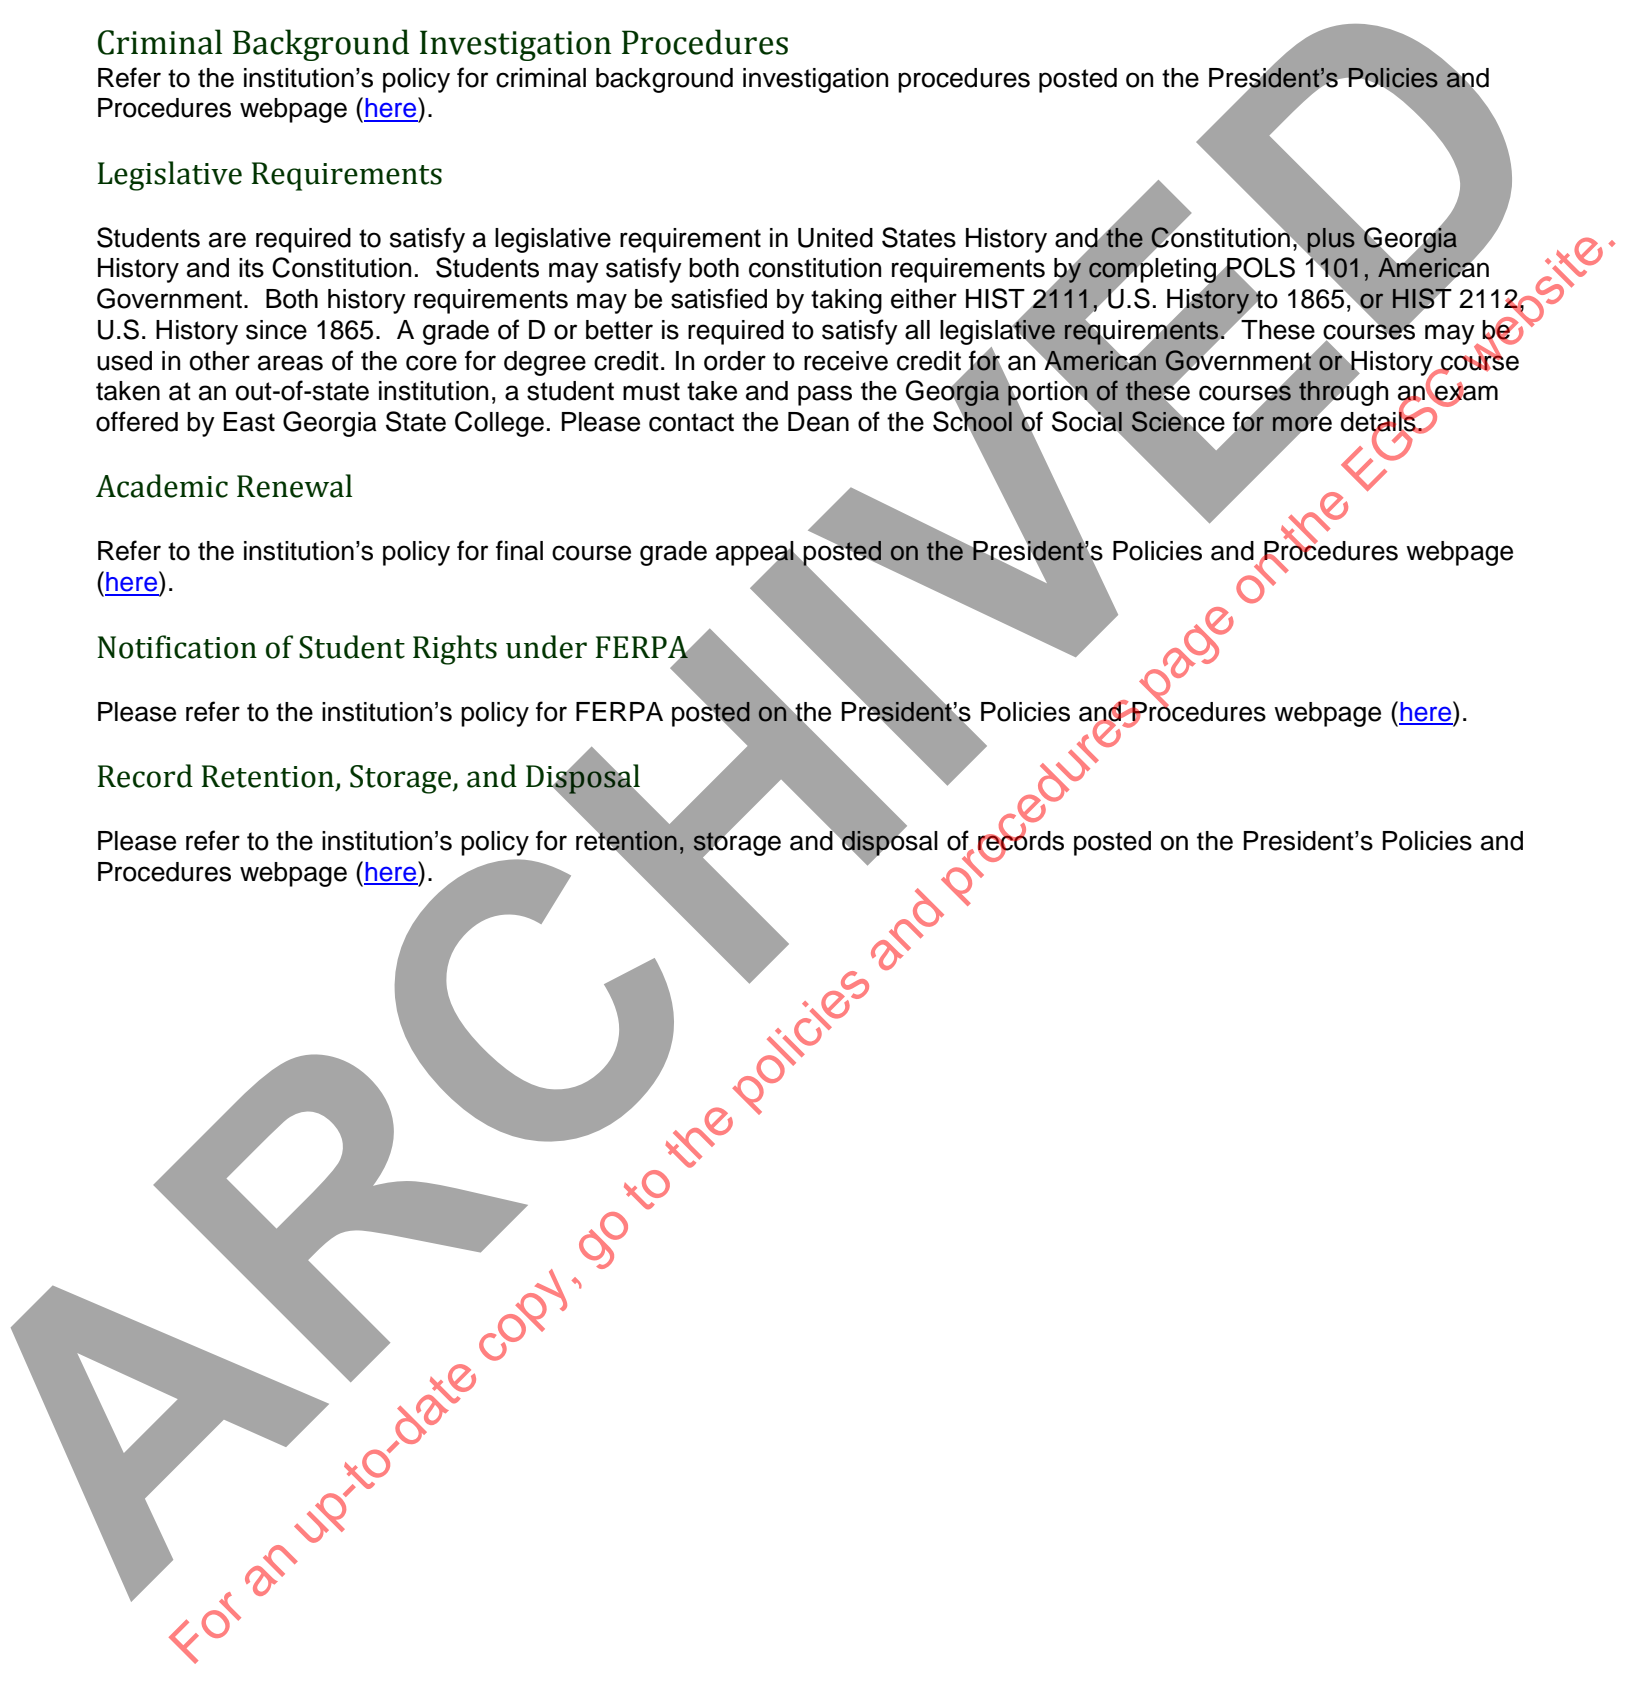 Criminal Background Investigation Procedures
Refer to the institution’s policy for criminal background investigation procedures posted on the President’s Policies and
Procedures webpage (here).
Legislative Requirements
Students are required to satisfy a legislative requirement in United States History and the Constitution, plus Georgia
History and its Constitution.  Students may satisfy both constitution requirements by completing POLS 1101, American
Government.  Both history requirements may be satisfied by taking either HIST 2111, U.S. History to 1865, or HIST 2112,
U.S. History since 1865.  A grade of D or better is required to satisfy all legislative requirements.  These courses may be
used in other areas of the core for degree credit. In order to receive credit for an American Government or History course
taken at an out-of-state institution, a student must take and pass the Georgia portion of these courses through an  exam
offered by East Georgia State College. Please contact the Dean of the School of Social Science for more details.
Academic Renewal
Refer to the institution’s policy for final course grade appeal posted on the President’s Policies and Procedures webpage
(here).
Notification of Student Rights under FERPA
Please refer to the institution’s policy for FERPA posted on the President’s Policies and Procedures webpage (here).
Record Retention, Storage, and Disposal
Please refer to the institution’s policy for retention, storage and disposal of records posted on the President’s Policies and
Procedures webpage (here).
ARCHIVED
For an up-to-date copy, go to the policies and procedures page on the EGSC website.